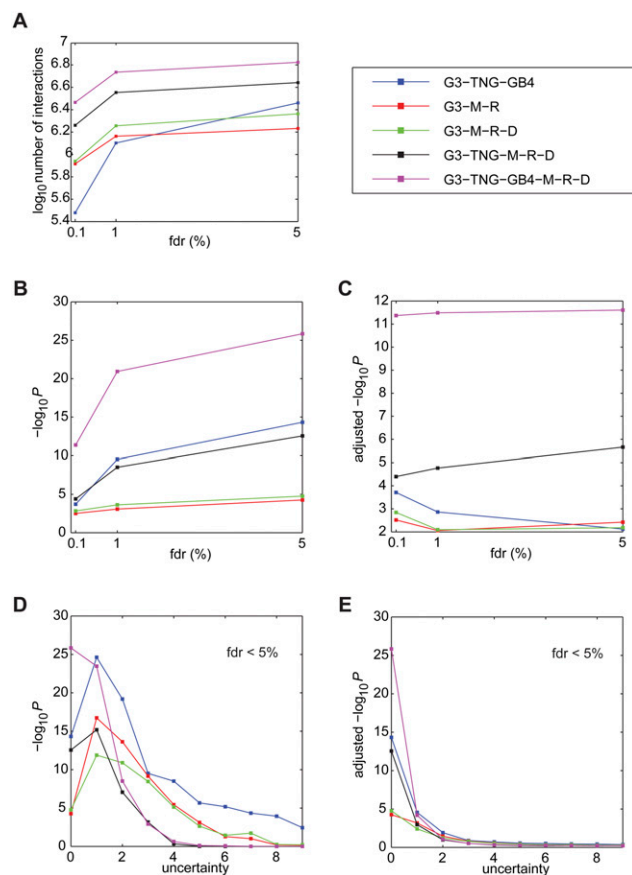 A
7
6.8
6.6
6.4
6.2
6
5.8
5.6
5.4
log10 number of interactions
0.1 1 5
fdr (%)
G3−TNG−GB4
G3−M−R
G3−M−R−D
G3−TNG−M−R−D
G3−TNG−GB4−M−R−D
B
30
25
20
15
10
5
0
−log10P
0.1 1 5
fdr (%)
C
12
11
10
9
8
7
6
5
4
3
2
adjusted −log10P
0.1 1 5
fdr (%)
D
30
25
20
15
10
5
0
−log10P
fdr < 5%
0 2 4 6 8
uncertainty
E
30
25
20
15
10
5
0
adjusted −log10P
fdr < 5%
0 2 4 6 8
uncertainty